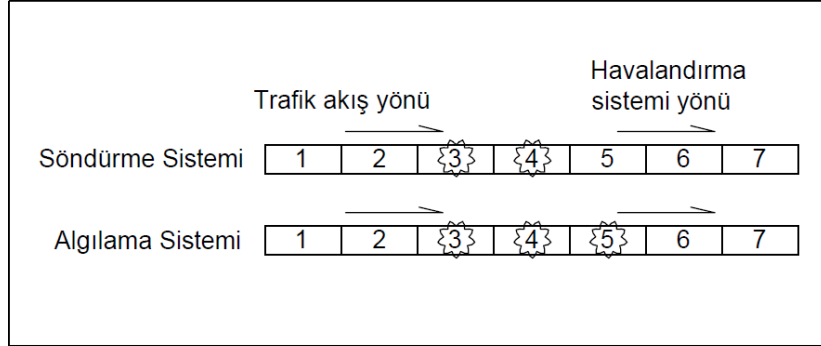 Trafik akış yönü
Havalandırma
sistemi yönü
Söndürme Sistemi 1 2 3 4 5 6 7
Algılama Sistemi 1 2 3 4 5 6 7